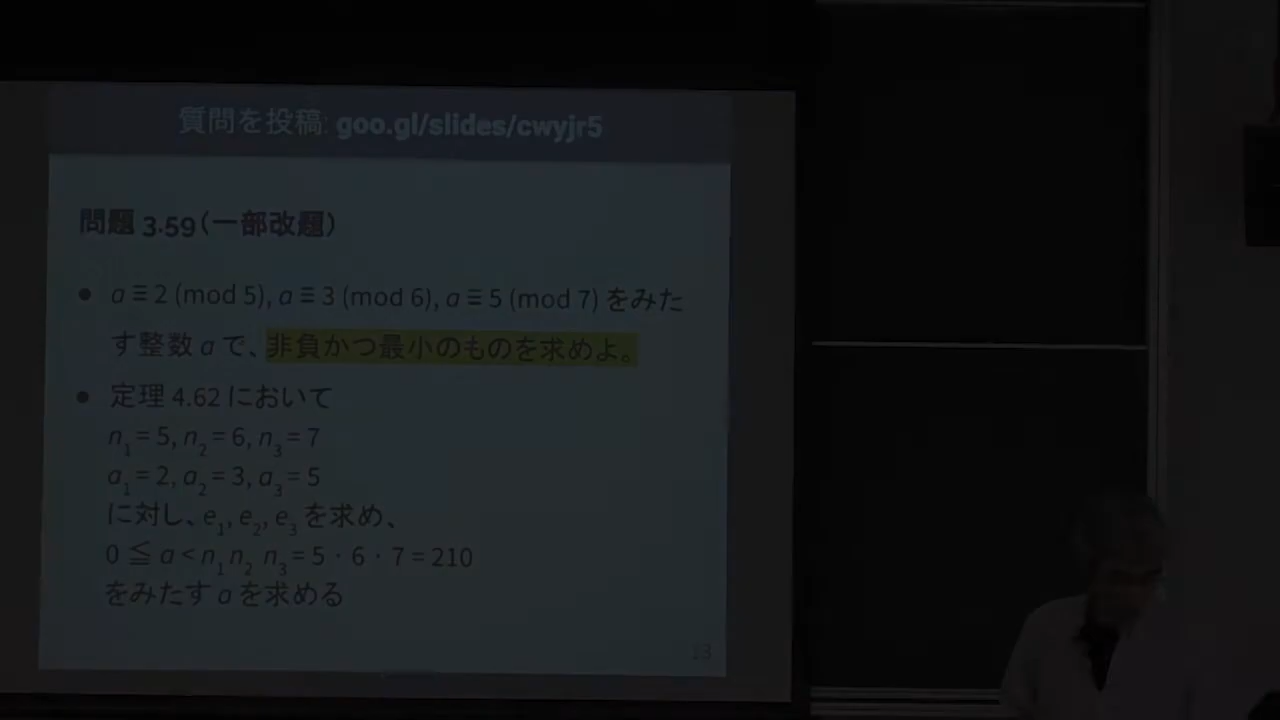 質問を投稿: goo.gl/slides/cwyjr5
問題 3.59(一部改題)
● a ≡ 2 (mod 5), a ≡ 3 (mod 6), a ≡ 5 (mod 7) をみた
す整数 a で、非負かつ最小のものを求めよ。
● 定理 4.62 において
n₁ = 5, n₂ = 6, n₃ = 7
a₁ = 2, a₂ = 3, a₃ = 5
に対し、e₁, e₂, e₃ を求め、
0 ≦ a < n₁n₂ n₃ = 5・6・7 = 210
をみたす a を求める
13